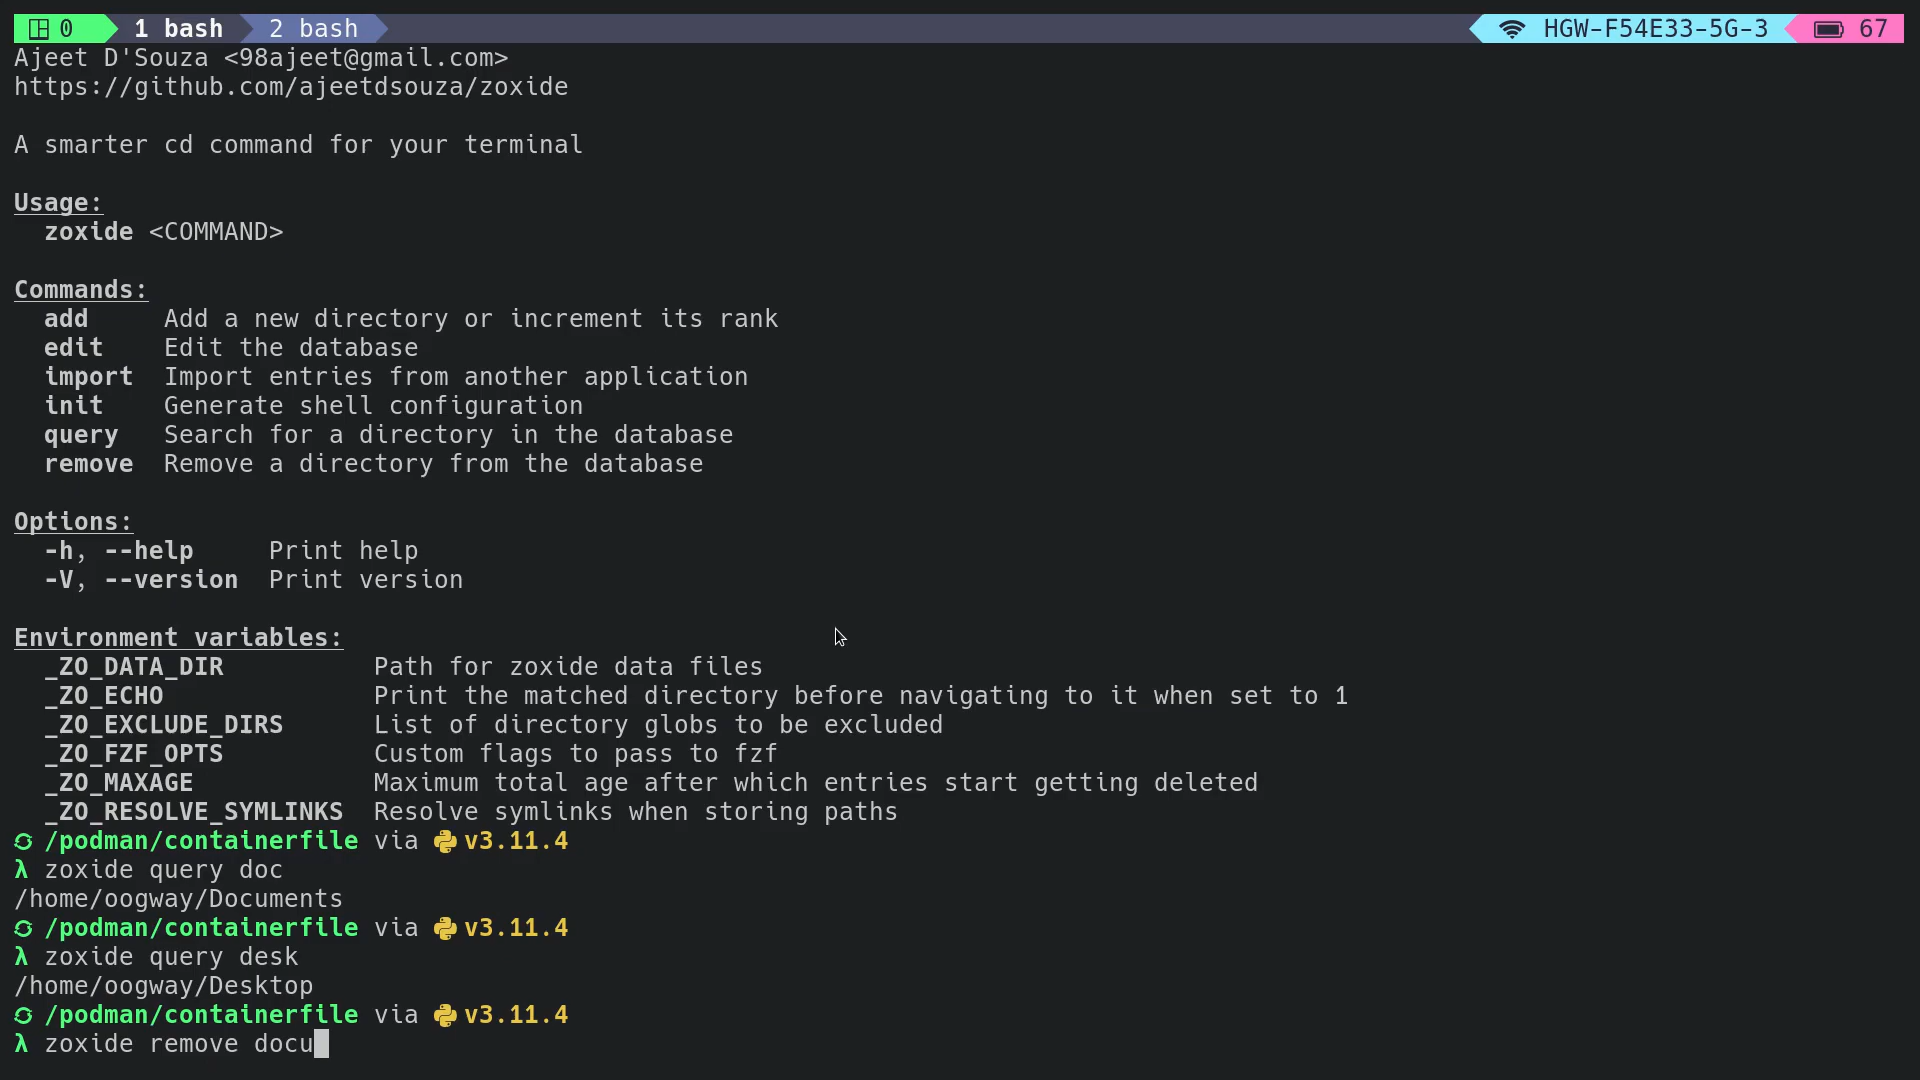 0 1 bash 2 bash HGW-F54E33-5G-3 67
Ajeet D'Souza <98ajeet@gmail.com>
https://github.com/ajeetdsouza/zoxide
A smarter cd command for your terminal
Usage:
zoxide <COMMAND>
Commands:
add Add a new directory or increment its rank
edit Edit the database
import Import entries from another application
init Generate shell configuration
query Search for a directory in the database
remove Remove a directory from the database
Options:
-h, --help Print help
-V, --version Print version
Environment variables:
_ZO_DATA_DIR Path for zoxide data files
_ZO_ECHO Print the matched directory before navigating to it when set to 1
_ZO_EXCLUDE_DIRS List of directory globs to be excluded
_ZO_FZF_OPTS Custom flags to pass to fzf
_ZO_MAXAGE Maximum total age after which entries start getting deleted
_ZO_RESOLVE_SYMLINKS Resolve symlinks when storing paths
/podman/containerfile via v3.11.4
λ zoxide query doc
/home/oogway/Documents
/podman/containerfile via v3.11.4
λ zoxide query desk
/home/oogway/Desktop
/podman/containerfile via v3.11.4
λ zoxide remove docu